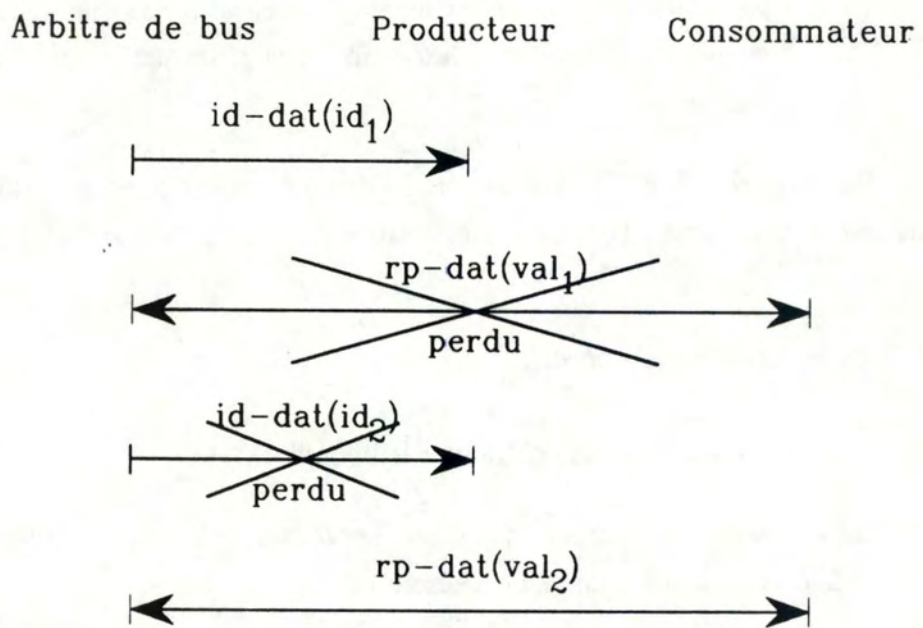 Arbitre de bus Producteur Consommateur
id-dat(id₁)
rp-dat(val₁)
perdu
id-dat(id₂)
perdu
rp-dat(val₂)